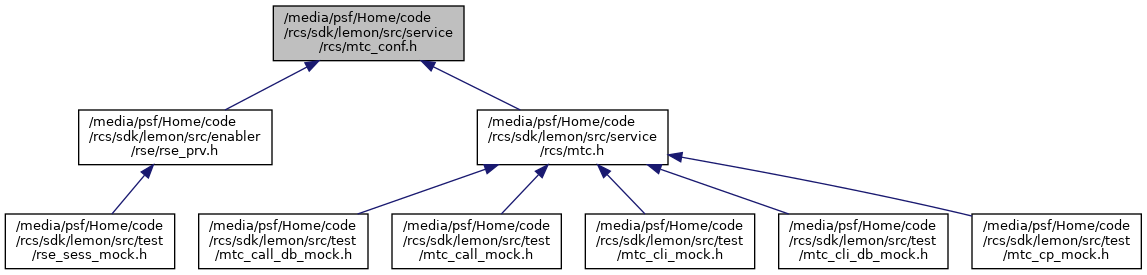 /media/psf/Home/code
/rcs/sdk/lemon/src/service
/rcs/mtc_conf.h
/media/psf/Home/code
/rcs/sdk/lemon/src/enabler
/rse/rse_prv.h
/media/psf/Home/code
/rcs/sdk/lemon/src/service
/rcs/mtc.h
/media/psf/Home/code
/rcs/sdk/lemon/src/test
/rse_sess_mock.h
/media/psf/Home/code
/rcs/sdk/lemon/src/test
/mtc_call_db_mock.h
/media/psf/Home/code
/rcs/sdk/lemon/src/test
/mtc_call_mock.h
/media/psf/Home/code
/rcs/sdk/lemon/src/test
/mtc_cli_mock.h
/media/psf/Home/code
/rcs/sdk/lemon/src/test
/mtc_cli_db_mock.h
/media/psf/Home/code
/rcs/sdk/lemon/src/test
/mtc_cp_mock.h